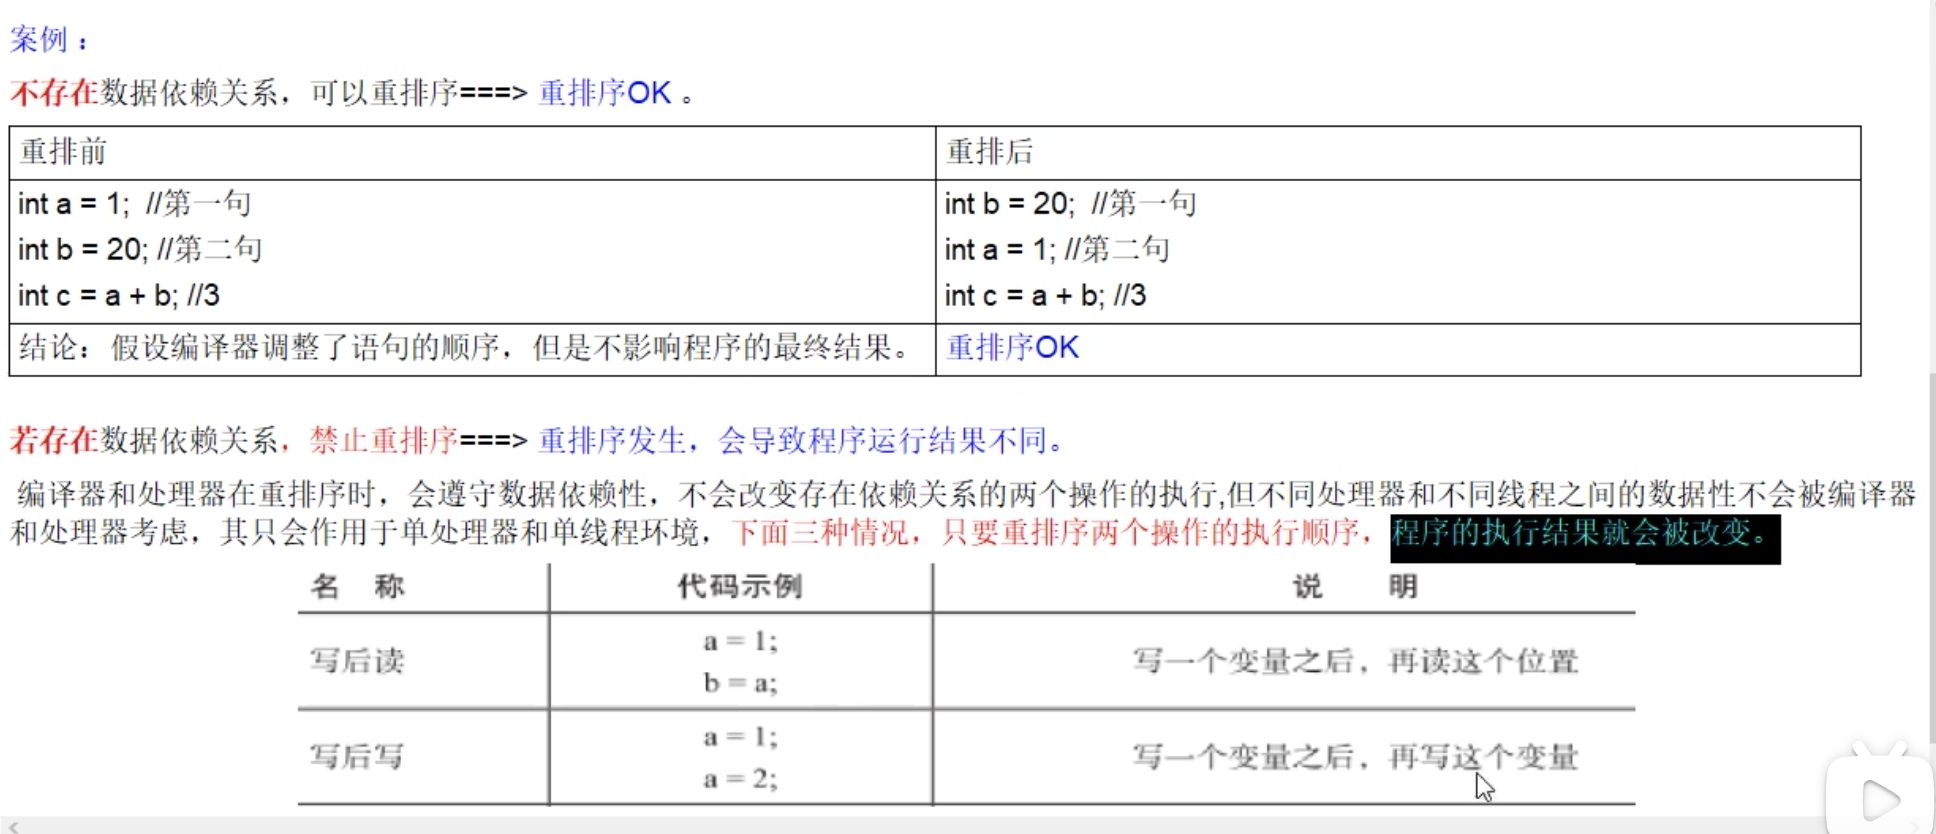 案例：
不存在数据依赖关系，可以重排序===> 重排序OK 。
重排前
重排后
int a = 1;  //第一句
int b = 20; //第二句
int c = a + b; //3
int b = 20;  //第一句
int a = 1; //第二句
int c = a + b; //3
结论：假设编译器调整了语句的顺序，但是不影响程序的最终结果。
重排序OK
若存在数据依赖关系，禁止重排序===> 重排序发生，会导致程序运行结果不同。
编译器和处理器在重排序时，会遵守数据依赖性，不会改变存在依赖关系的两个操作的执行,但不同处理器和不同线程之间的数据性不会被编译器
和处理器考虑，其只会作用于单处理器和单线程环境，下面三种情况，只要重排序两个操作的执行顺序，程序的执行结果就会被改变。
名 称
代码示例
说 明
写后读
a = 1;
b = a;
写一个变量之后，再读这个位置
写后写
a = 1;
a = 2;
写一个变量之后，再写这个变量